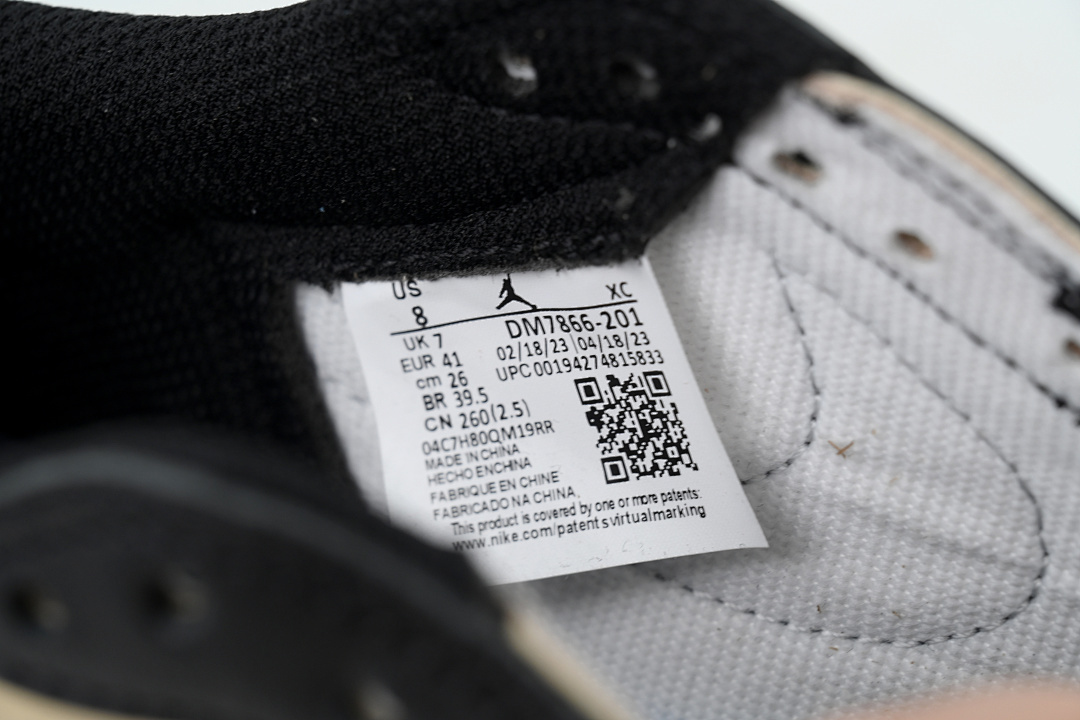 US XC
8 DM7866-201
UK 7 02/18/23 04/18/23
EUR 41 UPC00194274815833
cm 26
BR 39.5
CN 260(2.5)
04C7H80QM19RR
MADE IN CHINA
HECHO EN CHINA
FABRIQUE EN CHINE
FABRICADO NA CHINA.
This product is covered by one or more patents:
www.nike.com/patentsvirtualmarking